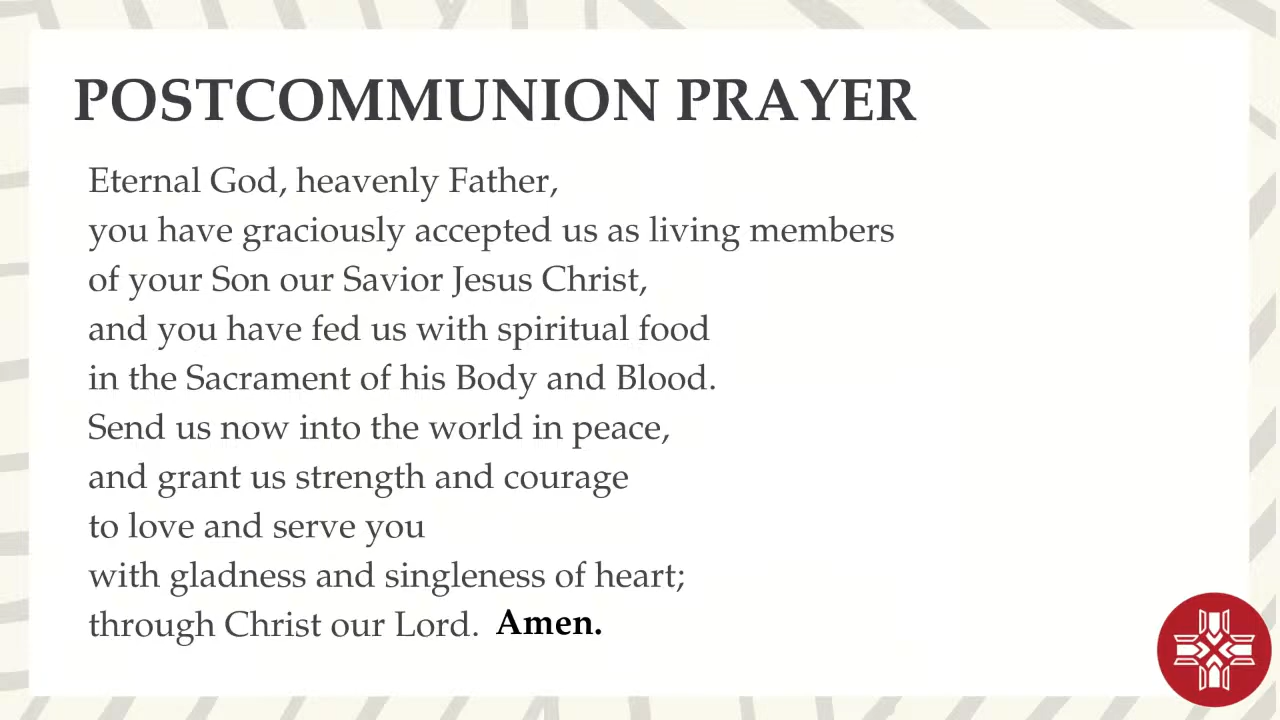 POSTCOMMUNION PRAYER
Eternal God, heavenly Father,
you have graciously accepted us as living members
of your Son our Savior Jesus Christ,
and you have fed us with spiritual food
in the Sacrament of his Body and Blood.
Send us now into the world in peace,
and grant us strength and courage
to love and serve you
with gladness and singleness of heart;
through Christ our Lord. Amen.